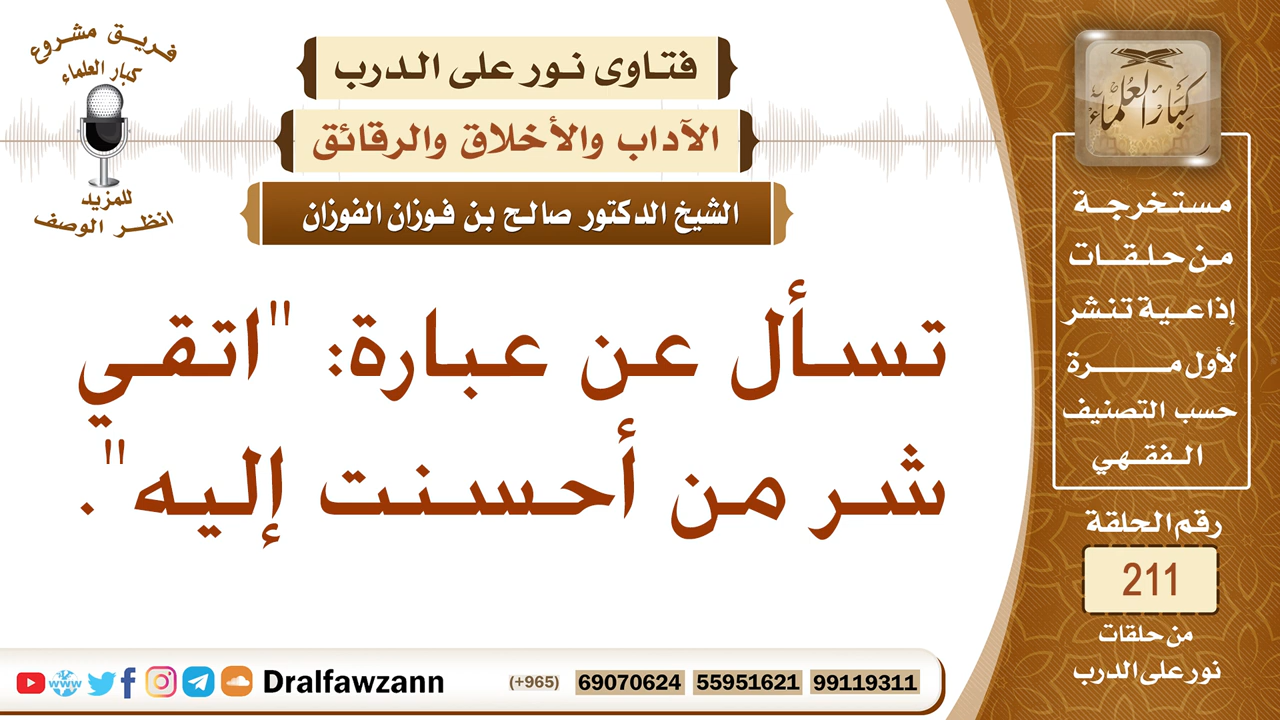 فريق مشروع
كبار العلماء
للمزيد
انظر الوصف
فتاوى نور على الدرب
الآداب والأخلاق والرقائق
الشيخ الدكتور صالح بن فوزان الفوزان
تسأل عن عبارة: "اتقي
شر من أحسنت إليه".
كبار العلماء
مستخرجة
من حلقات
إذاعية تنشر
لأول مرة
حسب التصنيف
الفقهي
رقم الحلقة
211
من حلقات
نور على الدرب
www
Dralfawzann
(+965) 69070624 55951621 99119311